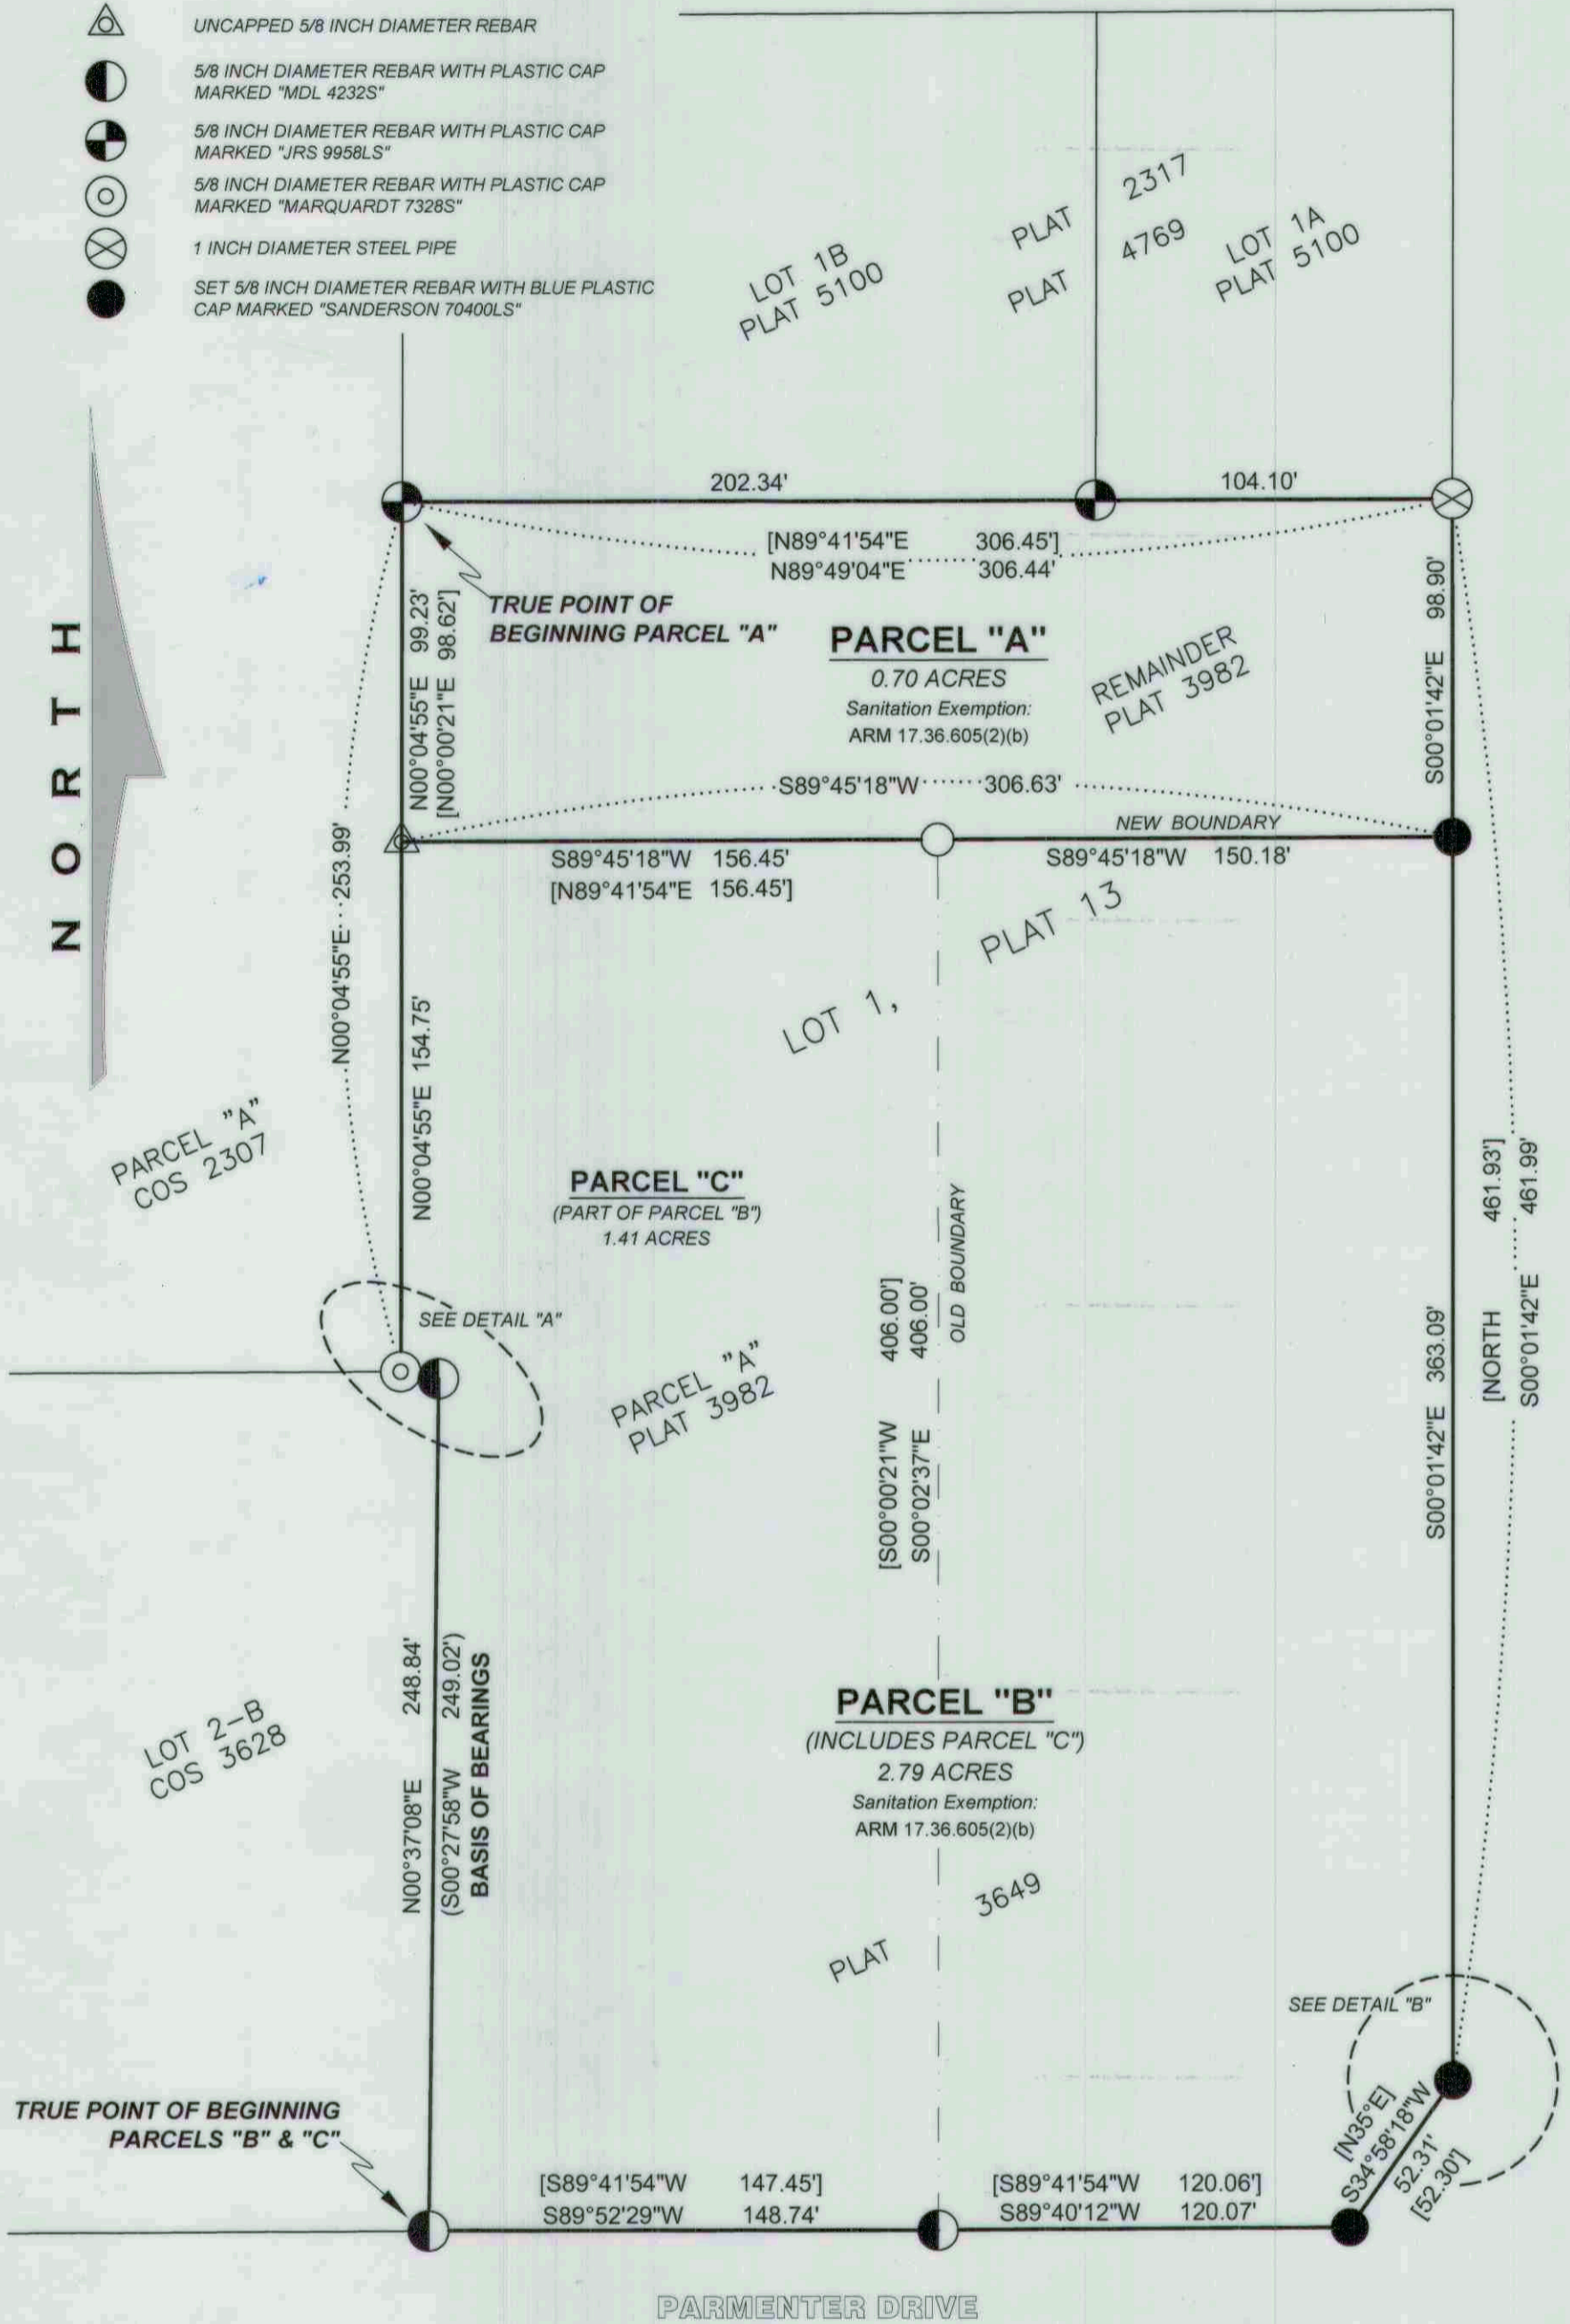 UNCAPPED 5/8 INCH DIAMETER REBAR
5/8 INCH DIAMETER REBAR WITH PLASTIC CAP
MARKED "MDL 4232S"
5/8 INCH DIAMETER REBAR WITH PLASTIC CAP
MARKED "JRS 9958LS"
5/8 INCH DIAMETER REBAR WITH PLASTIC CAP
MARKED "MARQUARDT 7328S"
1 INCH DIAMETER STEEL PIPE
SET 5/8 INCH DIAMETER REBAR WITH BLUE PLASTIC
CAP MARKED "SANDERSON 70400LS"
NORTH
LOT 1B
PLAT 5100
PLAT 2317
PLAT 4769
LOT 1A
PLAT 5100
202.34'
104.10'
[N89°41'54"E 306.45']
N89°49'04"E 306.44'
TRUE POINT OF
BEGINNING PARCEL "A"
N00°04'55"E 99.23'
[N00°00'21"E 98.62']
PARCEL "A"
0.70 ACRES
Sanitation Exemption:
ARM 17.36.605(2)(b)
REMAINDER
PLAT 3982
S00°01'42"E 98.90'
S89°45'18"W 306.63'
NEW BOUNDARY
S89°45'18"W 156.45'
[N89°41'54"E 156.45']
S89°45'18"W 150.18'
N00°04'55"E 253.99'
N00°04'55"E 154.75'
LOT 1, PLAT 13
PARCEL "A"
COS 2307
PARCEL "C"
(PART OF PARCEL "B")
1.41 ACRES
SEE DETAIL "A"
PARCEL "A"
PLAT 3982
[S00°00'21"W 406.00']
S00°02'37"E 406.00'
OLD BOUNDARY
S00°01'42"E 363.09'
[NORTH 461.93']
S00°01'42"E 461.99'
LOT 2-B
COS 3628
N00°37'08"E 248.84'
(S00°27'58"W 249.02')
BASIS OF BEARINGS
PARCEL "B"
(INCLUDES PARCEL "C")
2.79 ACRES
Sanitation Exemption:
ARM 17.36.605(2)(b)
PLAT 3649
SEE DETAIL "B"
TRUE POINT OF BEGINNING
PARCELS "B" & "C"
[N35°E]
S34°58'18"W
52.31'
[52.30']
[S89°41'54"W 147.45']
S89°52'29"W 148.74'
[S89°41'54"W 120.06']
S89°40'12"W 120.07'
PARMENTER DRIVE